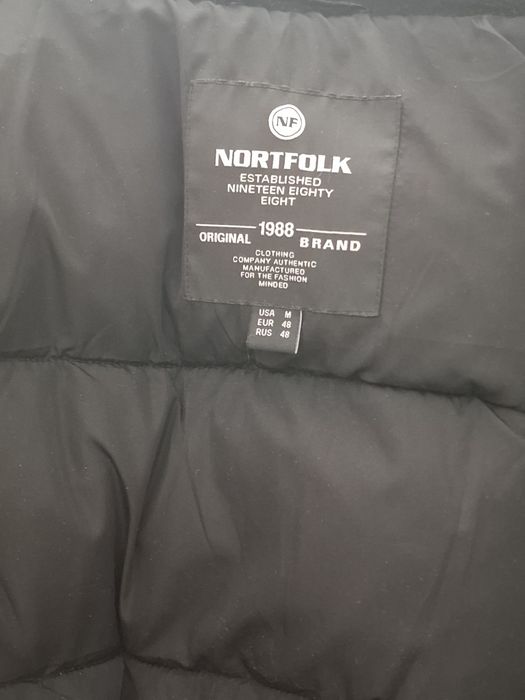 NF
NORTFOLK
ESTABLISHED
NINETEEN EIGHTY
EIGHT
1988
ORIGINAL BRAND
CLOTHING
COMPANY AUTHENTIC
MANUFACTURED
FOR THE FASHION
MINDED
USA M
EUR 48
RUS 48